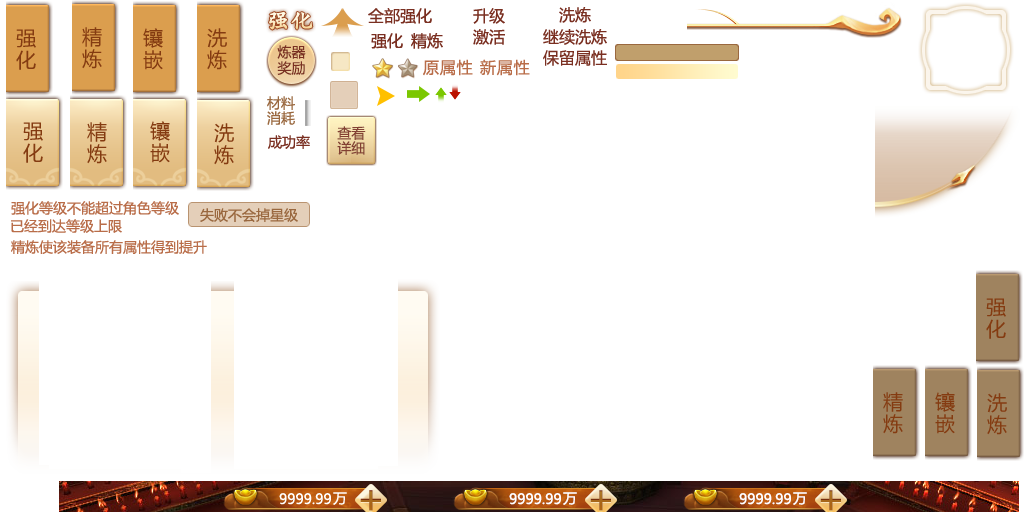 强化
精炼
镶嵌
洗炼
强化
全部强化
升级
洗炼
强化 精炼
激活
继续洗炼
炼器
奖励
原属性 新属性
保留属性
材料
消耗
成功率
查看
详细
强化
精炼
镶嵌
洗炼
强化等级不能超过角色等级
已经到达等级上限
精炼使该装备所有属性得到提升
失败不会掉星级
强化
精炼
镶嵌
洗炼
9999.99万
9999.99万
9999.99万